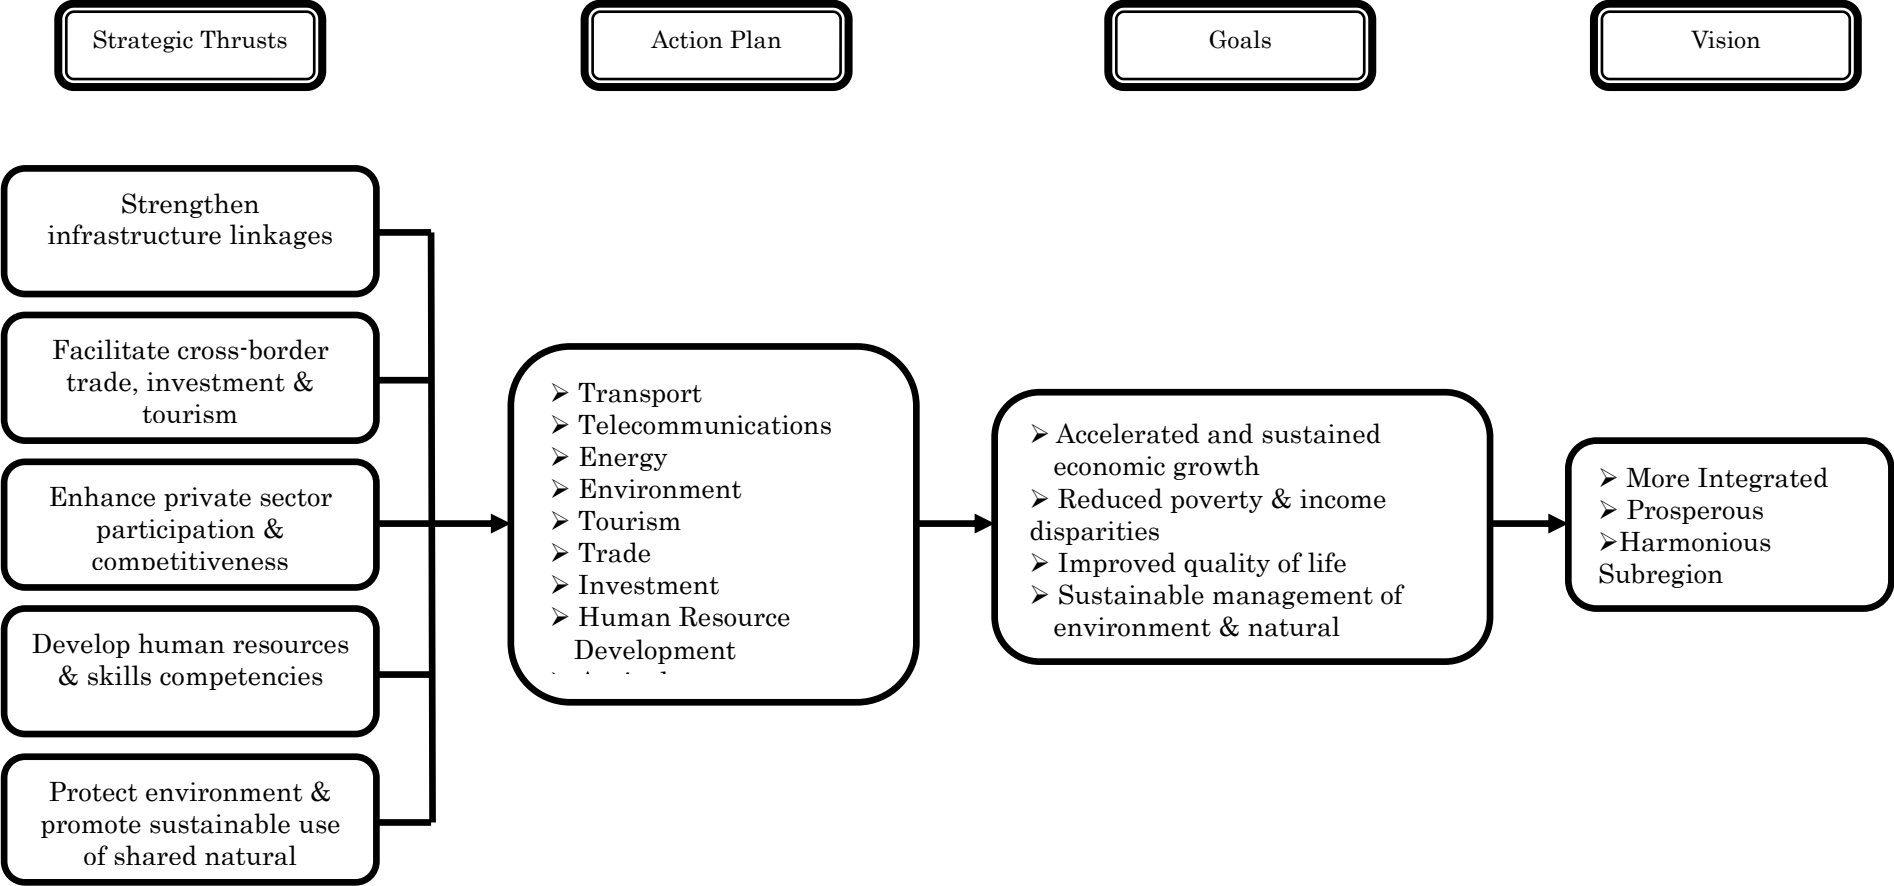 Strategic Thrusts
Action Plan
Goals
Vision
Strengthen
infrastructure linkages
Facilitate cross-border
trade, investment &
tourism
Enhance private sector
participation &
competitiveness
Develop human resources
& skills competencies
Protect environment &
promote sustainable use
of shared natural
➢ Transport
➢ Telecommunications
➢ Energy
➢ Environment
➢ Tourism
➢ Trade
➢ Investment
➢ Human Resource
Development
➢ Accelerated and sustained
economic growth
➢ Reduced poverty & income
disparities
➢ Improved quality of life
➢ Sustainable management of
environment & natural
➢ More Integrated
➢ Prosperous
➢Harmonious
Subregion